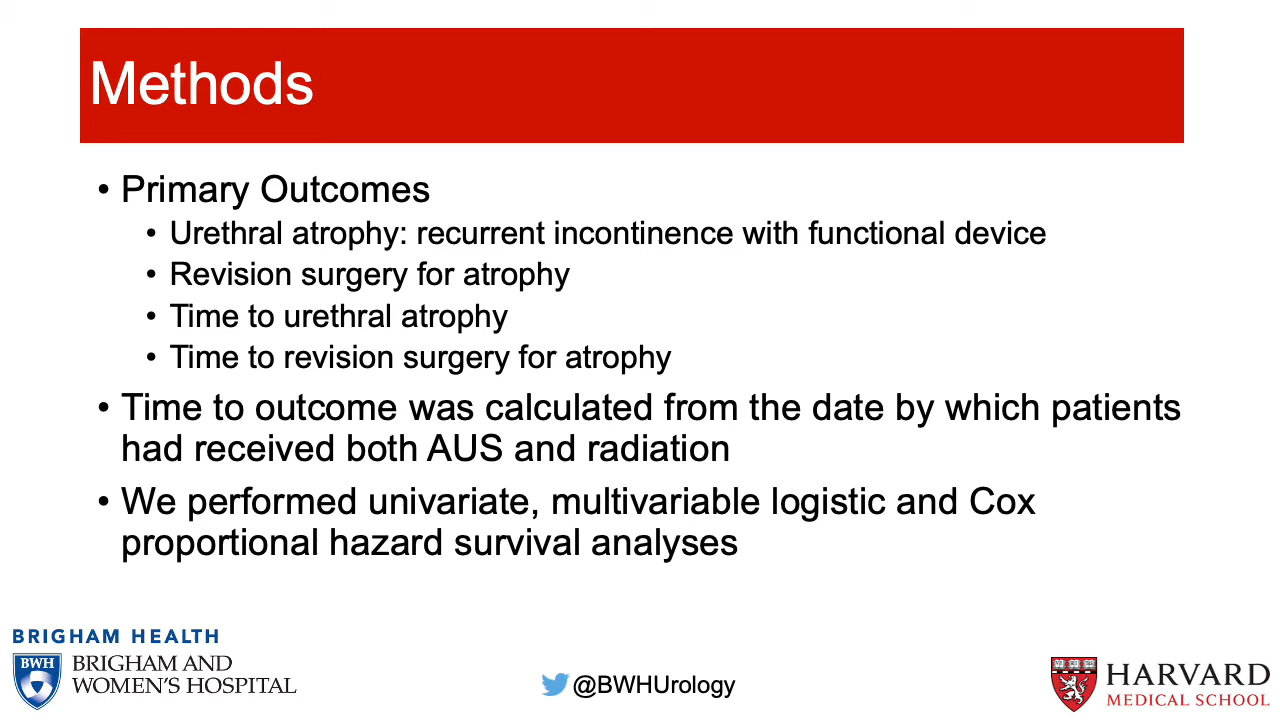 Methods
• Primary Outcomes
• Urethral atrophy: recurrent incontinence with functional device
• Revision surgery for atrophy
• Time to urethral atrophy
• Time to revision surgery for atrophy
• Time to outcome was calculated from the date by which patients
had received both AUS and radiation
• We performed univariate, multivariable logistic and Cox
proportional hazard survival analyses
BRIGHAM HEALTH
BWH
BRIGHAM AND
WOMEN'S HOSPITAL
@BWHUrology
HARVARD
MEDICAL SCHOOL